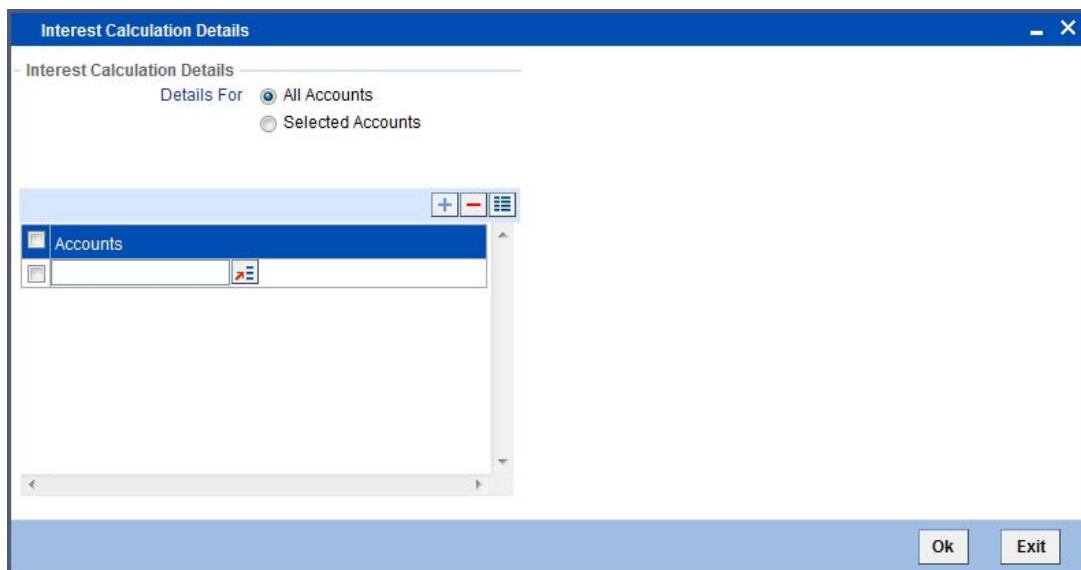 Interest Calculation Details
Interest Calculation Details
Details For All Accounts
Selected Accounts
Accounts
Ok Exit